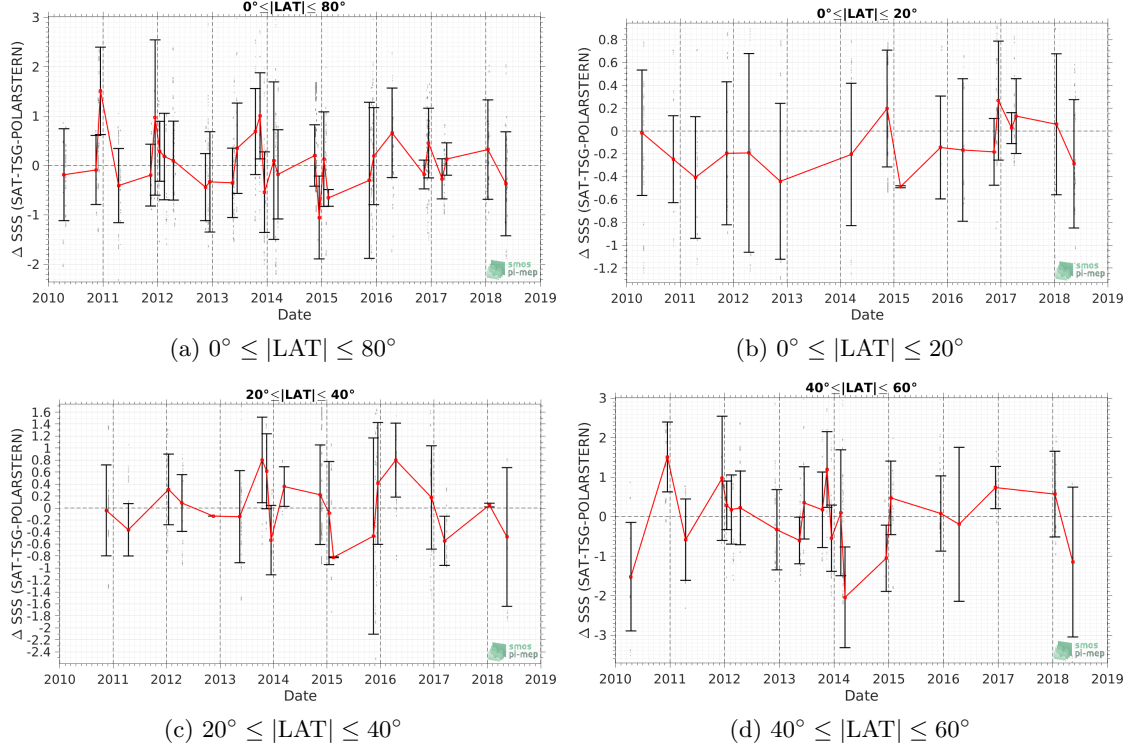 0°≤|LAT|≤ 80°
Δ SSS (SAT-TSG-POLARSTERN)
3
2
1
0
-1
-2
smos
pi-mep
2010 2011 2012 2013 2014 2015 2016 2017 2018 2019
Date
(a) 0° ≤ |LAT| ≤ 80°
0°≤|LAT|≤ 20°
Δ SSS (SAT-TSG-POLARSTERN)
0.8
0.6
0.4
0.2
0
-0.2
-0.4
-0.6
-0.8
-1
-1.2
smos
pi-mep
2010 2011 2012 2013 2014 2015 2016 2017 2018 2019
Date
(b) 0° ≤ |LAT| ≤ 20°
20°≤|LAT|≤ 40°
Δ SSS (SAT-TSG-POLARSTERN)
1.6
1.4
1.2
1
0.8
0.6
0.4
0.2
0
-0.2
-0.4
-0.6
-0.8
-1
-1.2
-1.4
-1.6
-1.8
-2
-2.2
-2.4
smos
pi-mep
2010 2011 2012 2013 2014 2015 2016 2017 2018 2019
Date
(c) 20° ≤ |LAT| ≤ 40°
40°≤|LAT|≤ 60°
Δ SSS (SAT-TSG-POLARSTERN)
3
2
1
0
-1
-2
-3
smos
pi-mep
2010 2011 2012 2013 2014 2015 2016 2017 2018 2019
Date
(d) 40° ≤ |LAT| ≤ 60°